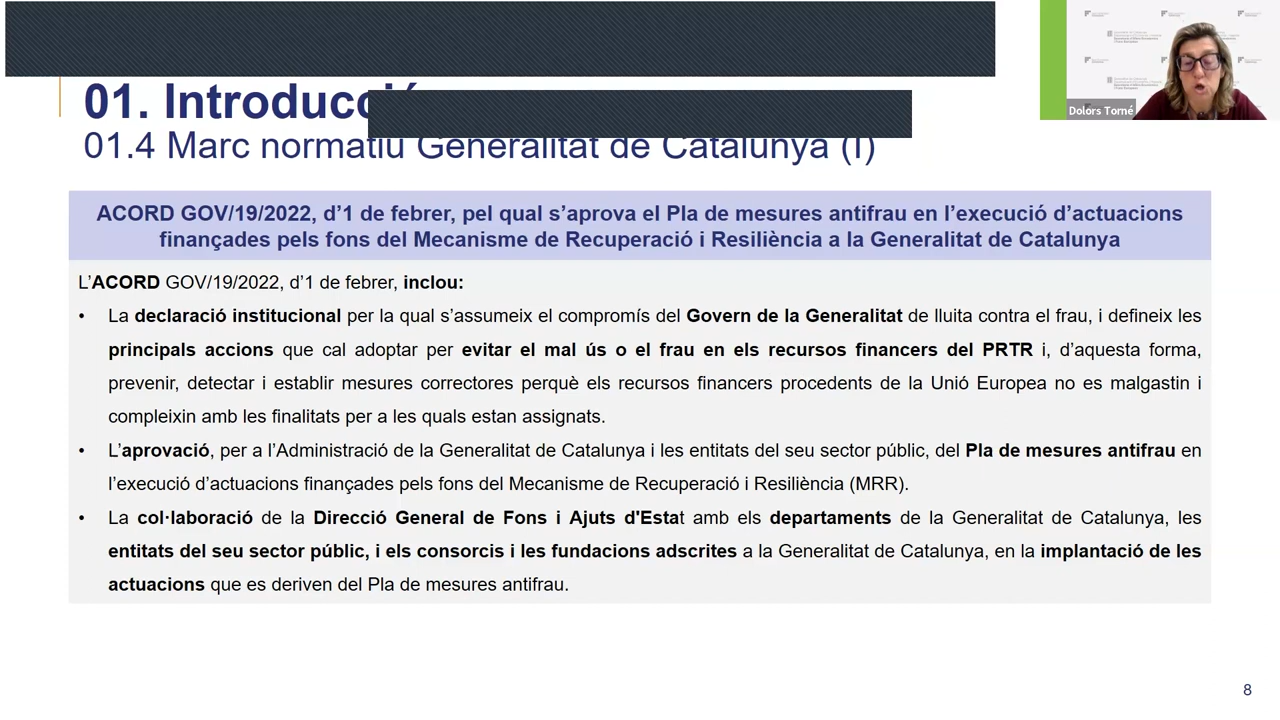 01. Introducció
01.4 Marc normatiu Generalitat de Catalunya (I)
Dolors Torné
ACORD GOV/19/2022, d’1 de febrer, pel qual s’aprova el Pla de mesures antifrau en l’execució d’actuacions
finançades pels fons del Mecanisme de Recuperació i Resiliència a la Generalitat de Catalunya
L’ACORD GOV/19/2022, d’1 de febrer, inclou:
• La declaració institucional per la qual s’assumeix el compromís del Govern de la Generalitat de lluita contra el frau, i defineix les
principals accions que cal adoptar per evitar el mal ús o el frau en els recursos financers del PRTR i, d’aquesta forma,
prevenir, detectar i establir mesures correctores perquè els recursos financers procedents de la Unió Europea no es malgastin i
compleixin amb les finalitats per a les quals estan assignats.
• L’aprovació, per a l’Administració de la Generalitat de Catalunya i les entitats del seu sector públic, del Pla de mesures antifrau en
l’execució d’actuacions finançades pels fons del Mecanisme de Recuperació i Resiliència (MRR).
• La col·laboració de la Direcció General de Fons i Ajuts d'Estat amb els departaments de la Generalitat de Catalunya, les
entitats del seu sector públic, i els consorcis i les fundacions adscrites a la Generalitat de Catalunya, en la implantació de les
actuacions que es deriven del Pla de mesures antifrau.
8